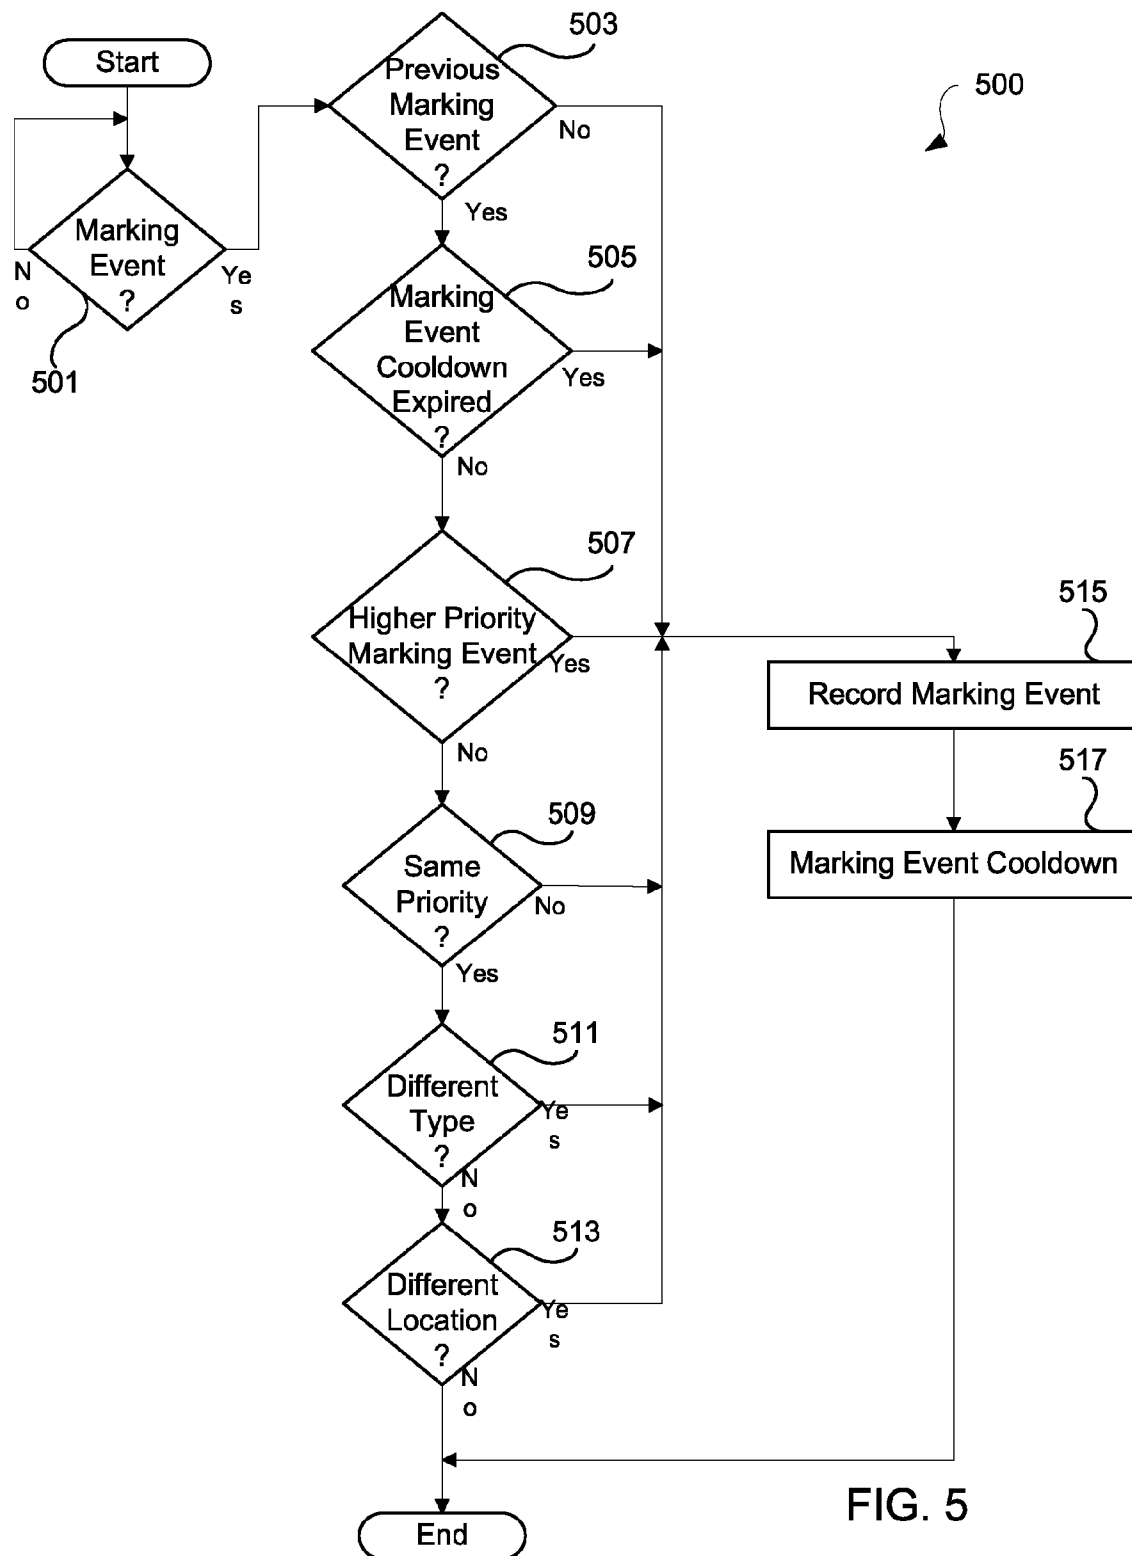 Start
503
Previous
Marking
Event
?
No
Yes
500
Marking
Event
?
N
o
Ye
s
501
505
Marking
Event
Cooldown
Expired
?
Yes
No
507
Higher Priority
Marking Event
?
Yes
No
515
Record Marking Event
517
Marking Event Cooldown
509
Same
Priority
?
No
Yes
511
Different
Type
?
Ye
s
N
o
513
Different
Location
?
Ye
s
N
o
End
FIG. 5